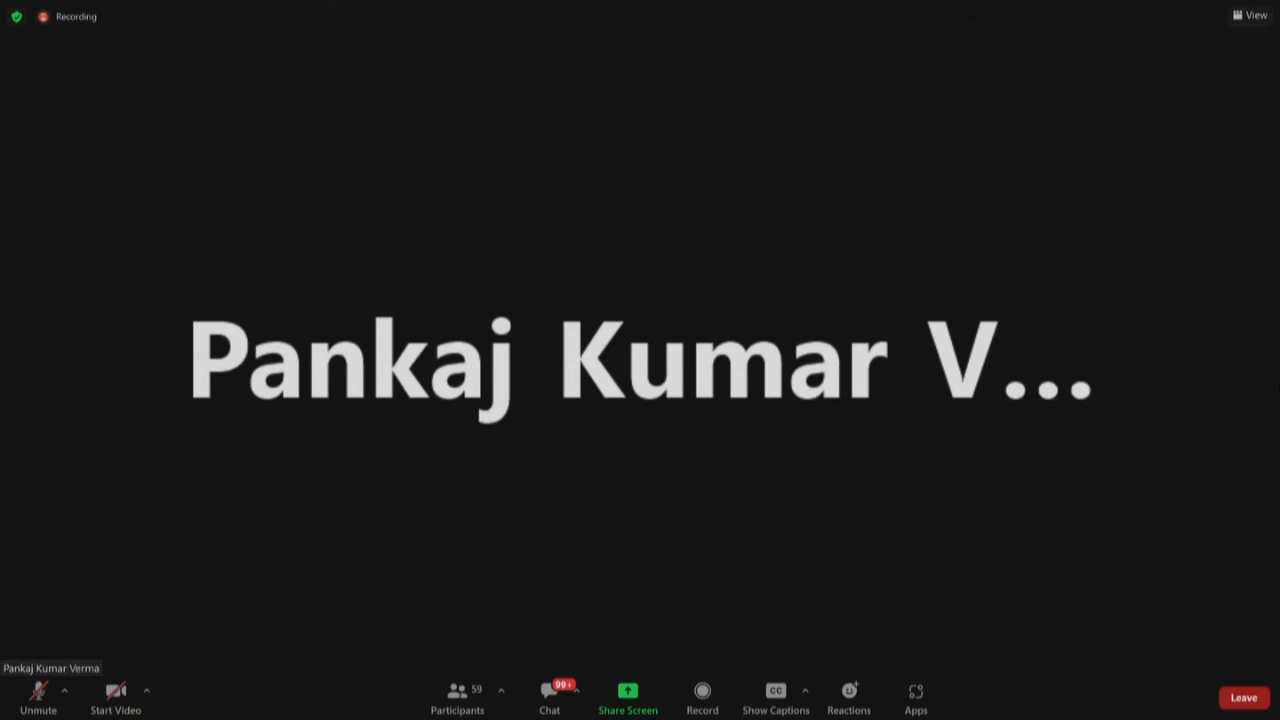 Recording
View
Pankaj Kumar V...
Pankaj Kumar Verma
59
99+
CC
Unmute
Start Video
Participants
Chat
Share Screen
Record
Show Captions
Reactions
Apps
Leave